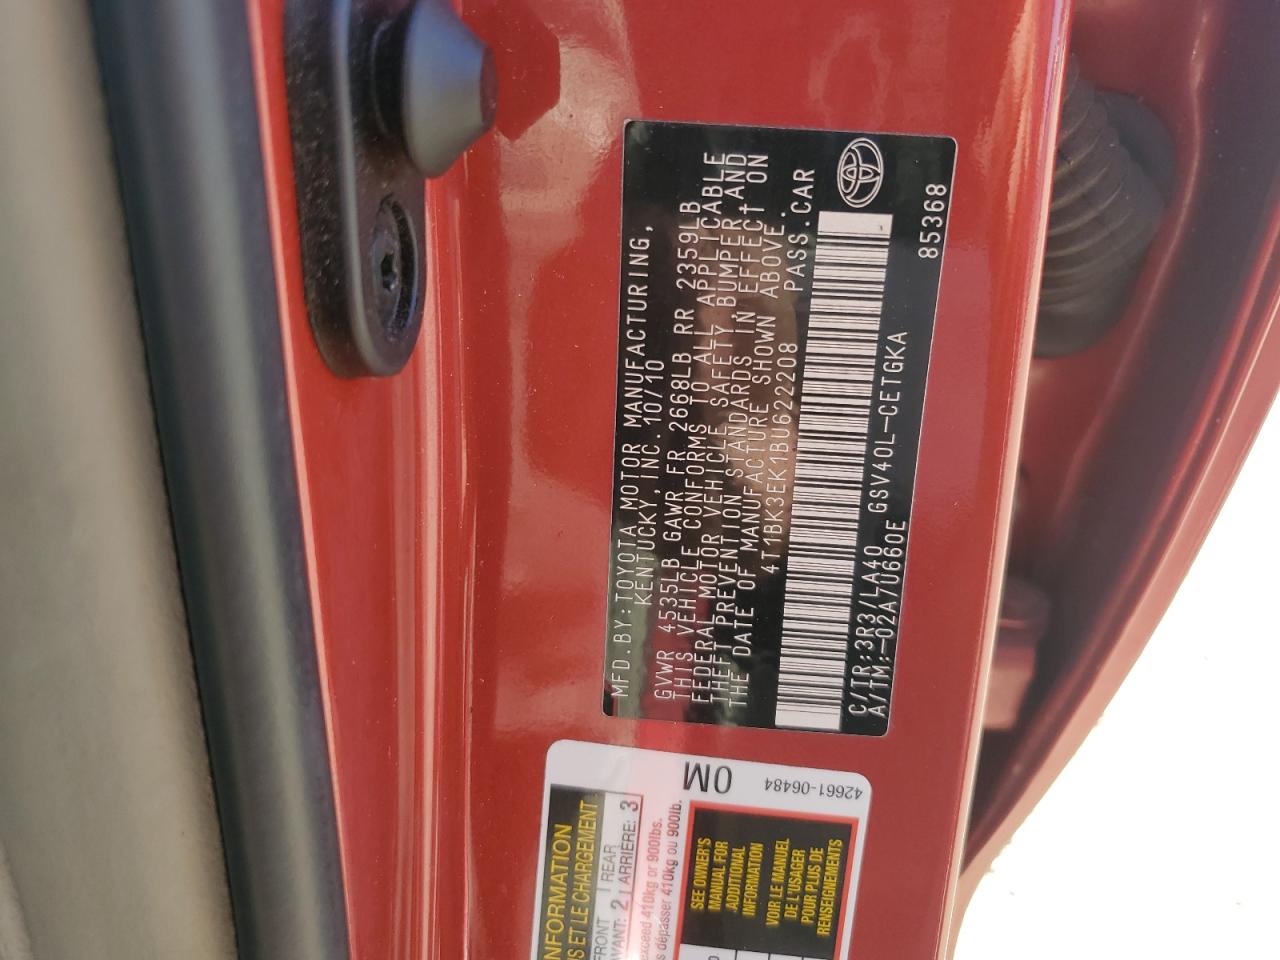 MFD.BY:TOYOTA MOTOR MANUFACTURING,
KENTUCKY, INC. 10/10
GVWR 4535LB GAWR FR 2668LB RR 2359LB
THIS VEHICLE CONFORMS TO ALL APPLICABLE
FEDERAL MOTOR VEHICLE SAFETY, BUMPER, AND
THEFT PREVENTION STANDARDS IN EFFECT ON
THE DATE OF MANUFACTURE SHOWN ABOVE.
4T1BK3EK1BU622208 PASS.CAR
C/TR:3R3/LA40 GSV40L-CETGKA
A/TM:-02A/U660E
85368
0M
42661-06484
INFORMATION
ET LE CHARGEMENT
FRONT | REAR
AVANT: 2 | ARRIÈRE: 3
exceed 410kg or 900lbs.
dépasser 410kg ou 900lb.
SEE OWNER'S
MANUAL FOR
ADDITIONAL
INFORMATION
VOIR LE MANUEL
DE L'USAGER
POUR PLUS DE
RENSEIGNEMENTS